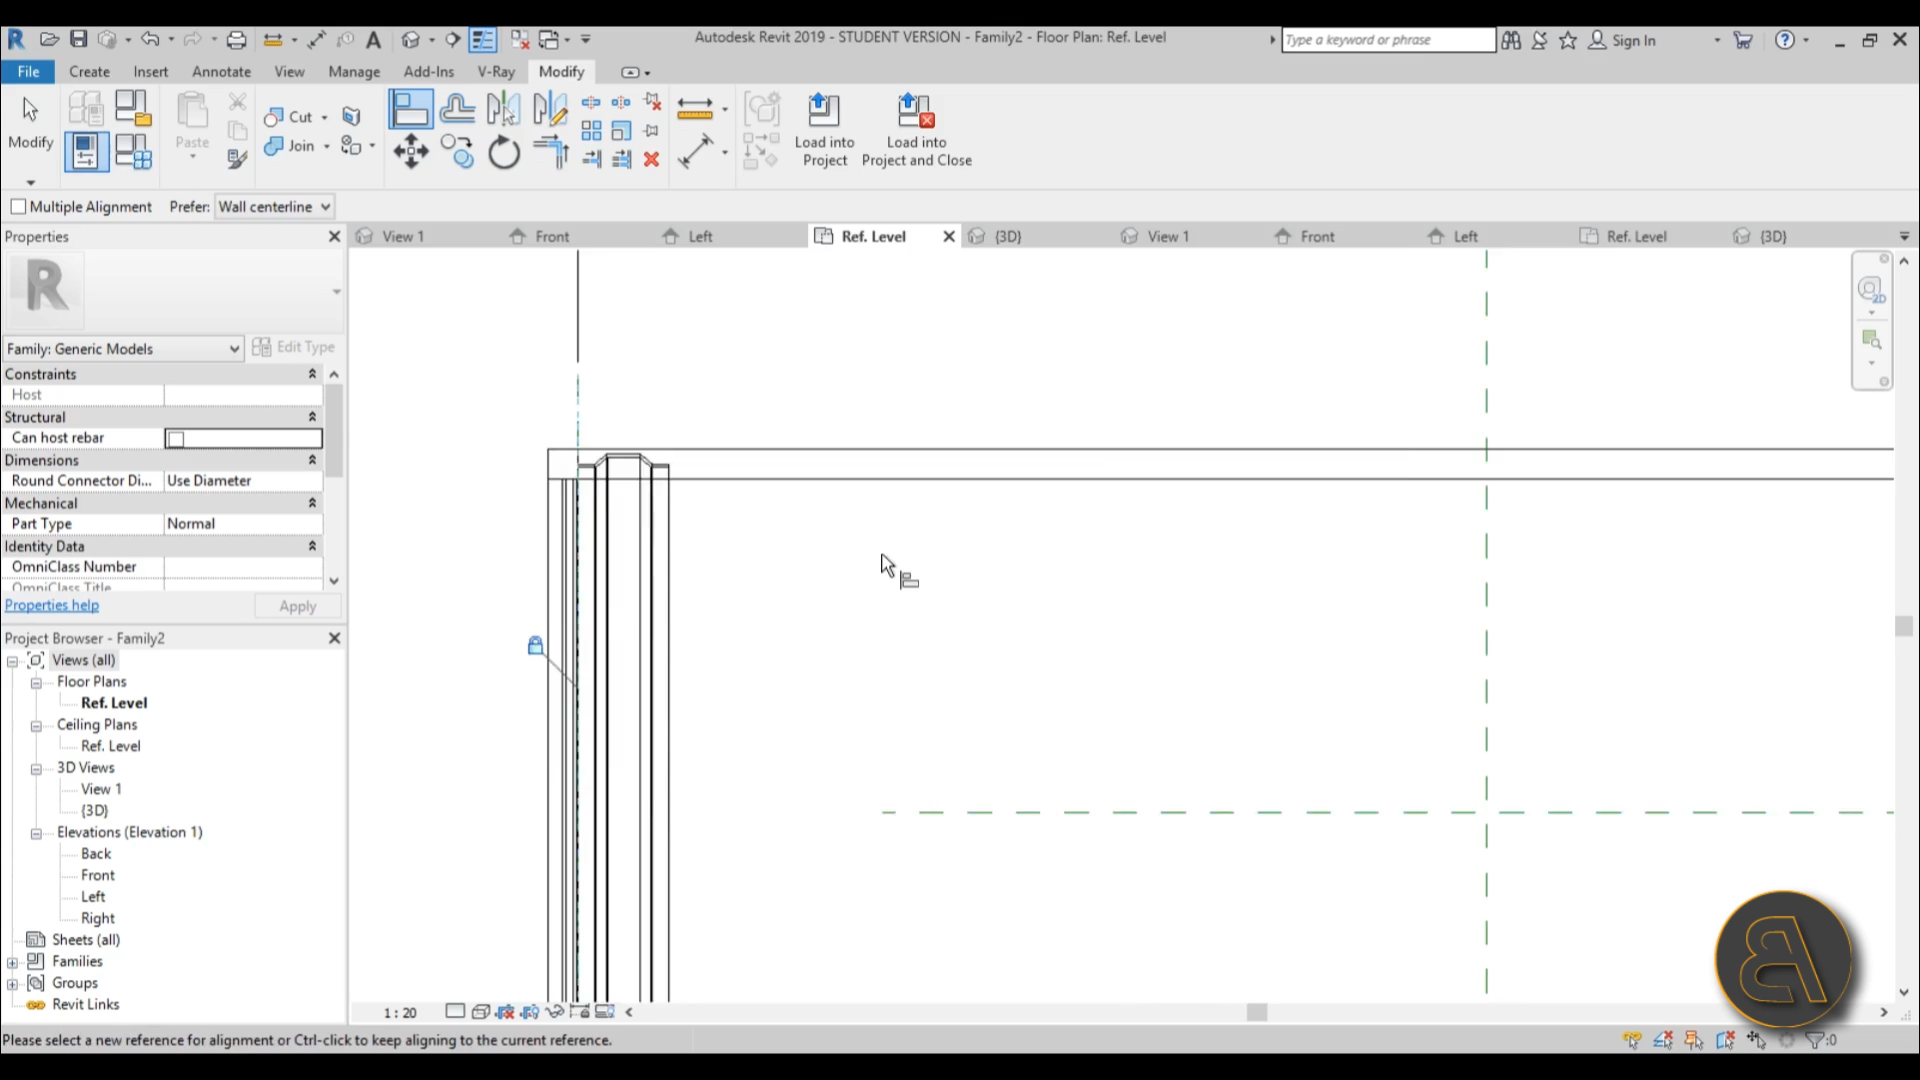 Autodesk Revit 2019 - STUDENT VERSION - Family2 - Floor Plan: Ref. Level
Type a keyword or phrase
Sign In
File Create Insert Annotate View Manage Add-Ins V-Ray Modify
Modify
Paste
Cut
Join
Load into
Project
Load into
Project and Close
Multiple Alignment Prefer: Wall centerline
Properties
View 1 Front Left Ref. Level {3D} View 1 Front Left Ref. Level {3D}
2D
R
Family: Generic Models
Edit Type
Constraints
Host
Structural
Can host rebar
Dimensions
Round Connector Di... Use Diameter
Mechanical
Part Type Normal
Identity Data
OmniClass Number
OmniClass Title
Properties help
Apply
Project Browser - Family2
Views (all)
Floor Plans
Ref. Level
Ceiling Plans
Ref. Level
3D Views
View 1
{3D}
Elevations (Elevation 1)
Back
Front
Left
Right
Sheets (all)
Families
Groups
Revit Links
1 : 20
Please select a new reference for alignment or Ctrl-click to keep aligning to the current reference.
:0